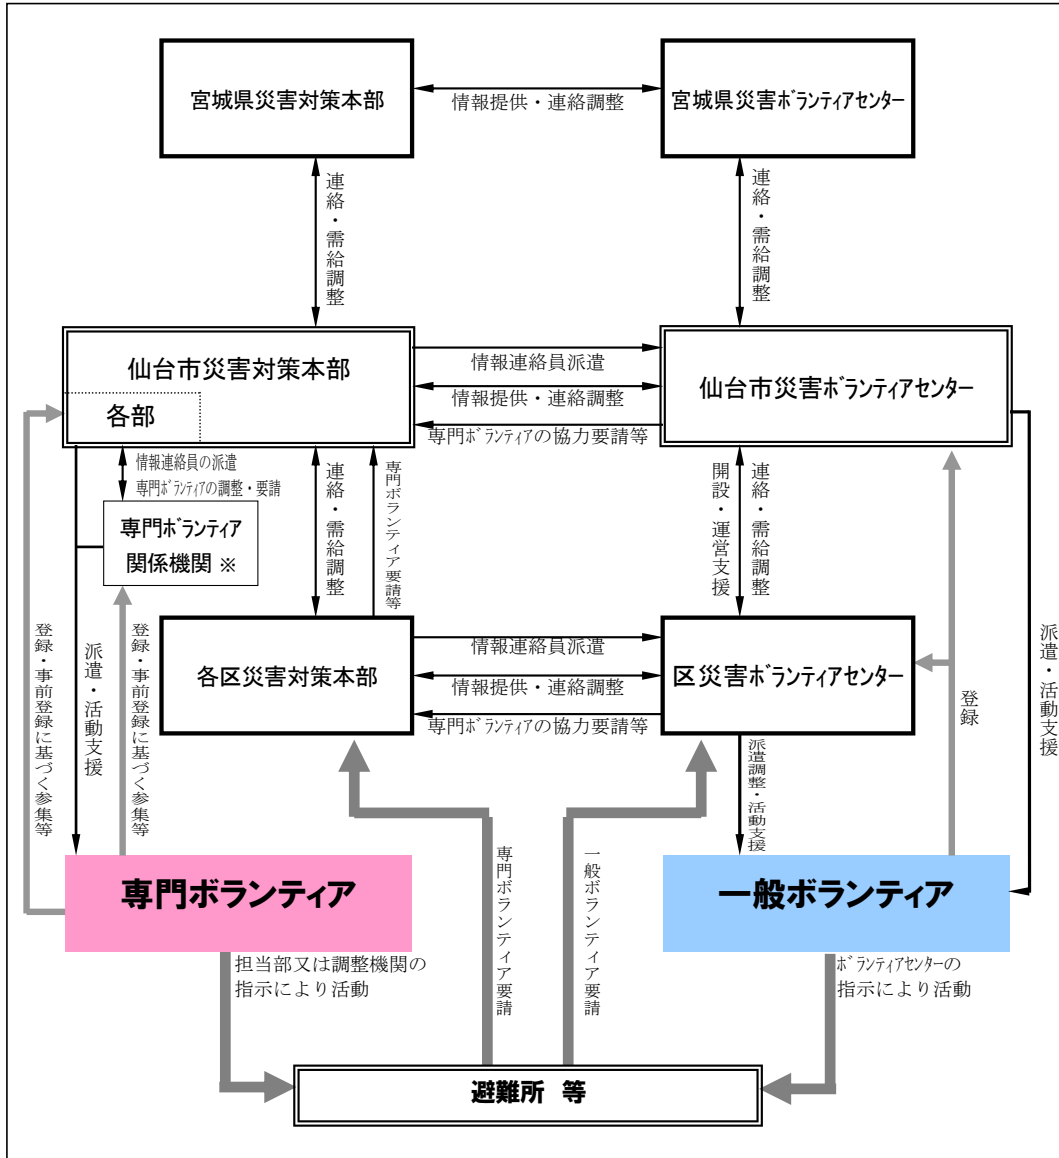 宮城県災害対策本部
情報提供・連絡調整
宮城県災害ﾎﾞﾗﾝﾃｨｱセンター
連絡・需給調整
連絡・需給調整
仙台市災害対策本部
各部
情報連絡員派遣
情報提供・連絡調整
専門ﾎﾞﾗﾝﾃｨｱの協力要請等
仙台市災害ﾎﾞﾗﾝﾃｨｱセンター
情報連絡員の派遣
専門ﾎﾞﾗﾝﾃｨｱの調整・要請
専門ﾎﾞﾗﾝﾃｨｱ
関係機関 ※
連絡・需給調整
専門ボランティア要請等
開設・運営支援
連絡・需給調整
各区災害対策本部
情報連絡員派遣
情報提供・連絡調整
専門ﾎﾞﾗﾝﾃｨｱの協力要請等
区災害ﾎﾞﾗﾝﾃｨｱセンター
登録・事前登録に基づく参集等
派遣・活動支援
登録・事前登録に基づく参集等
派遣調整・活動支援
登録
派遣・活動支援
専門ボランティア
専門ボランティア要請
一般ボランティア要請
一般ボランティア
担当部又は調整機関の
指示により活動
ﾎﾞﾗﾝﾃｨｱｾﾝﾀｰの
指示により活動
避難所 等